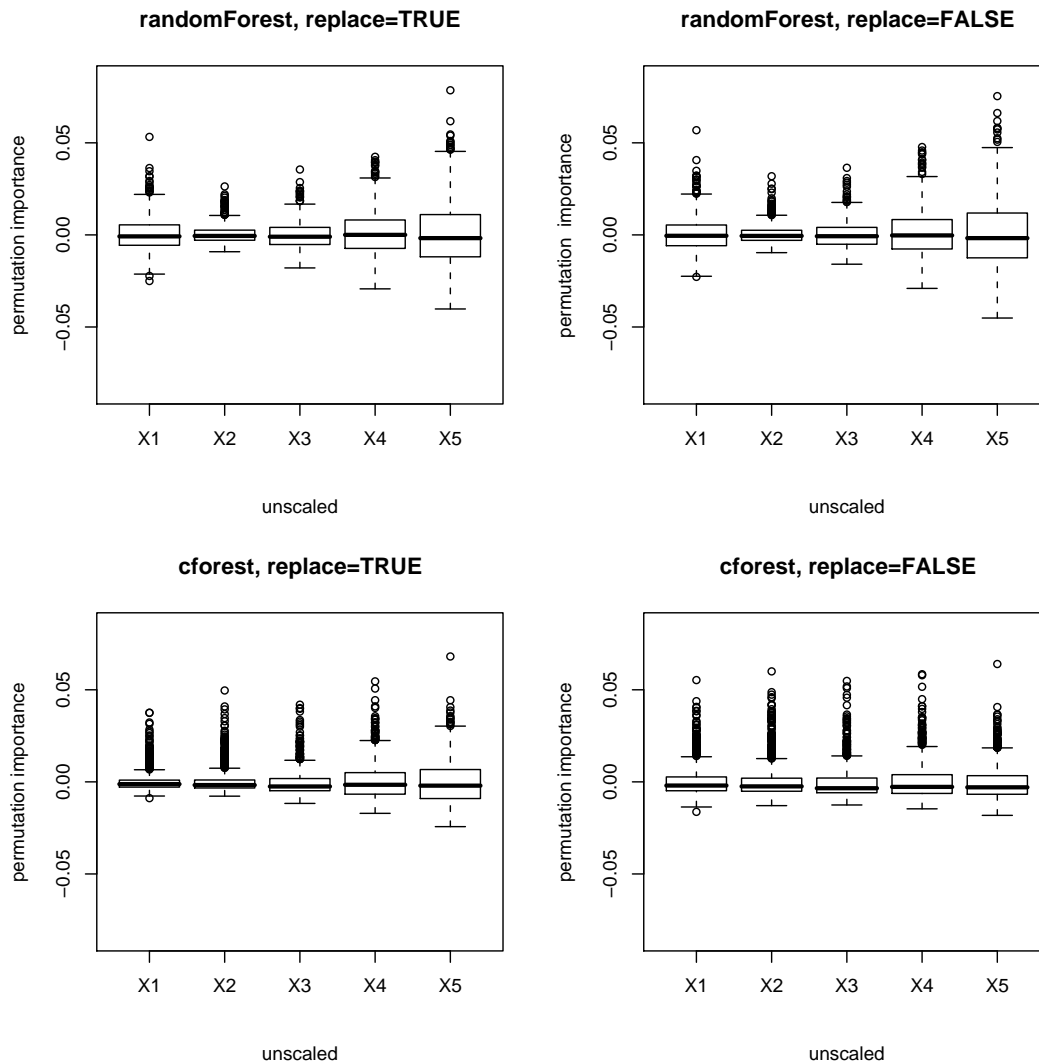 randomForest, replace=TRUE
permutation importance
0.05
0.00
−0.05
X1 X2 X3 X4 X5
unscaled
randomForest, replace=FALSE
permutation importance
0.05
0.00
−0.05
X1 X2 X3 X4 X5
unscaled
cforest, replace=TRUE
permutation importance
0.05
0.00
−0.05
X1 X2 X3 X4 X5
unscaled
cforest, replace=FALSE
permutation importance
0.05
0.00
−0.05
X1 X2 X3 X4 X5
unscaled